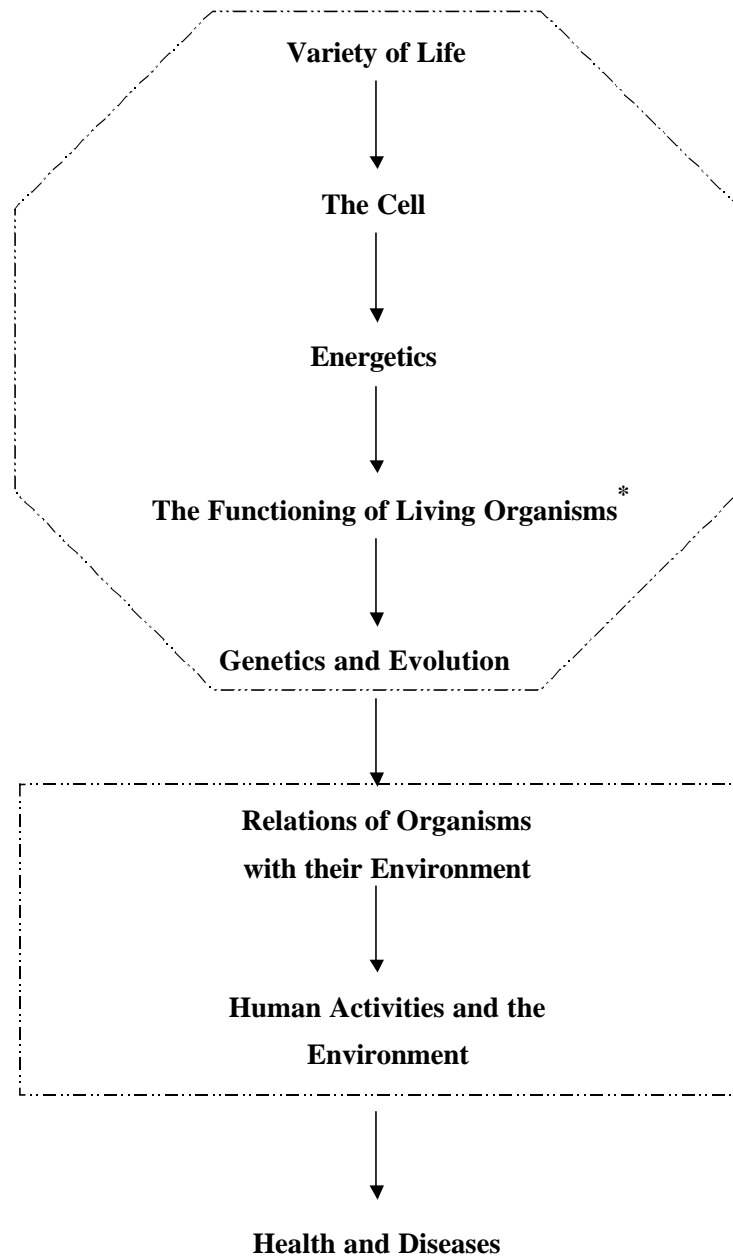 Variety of Life
The Cell
Energetics
The Functioning of Living Organisms*
Genetics and Evolution
Relations of Organisms
with their Environment
Human Activities and the
Environment
Health and Diseases